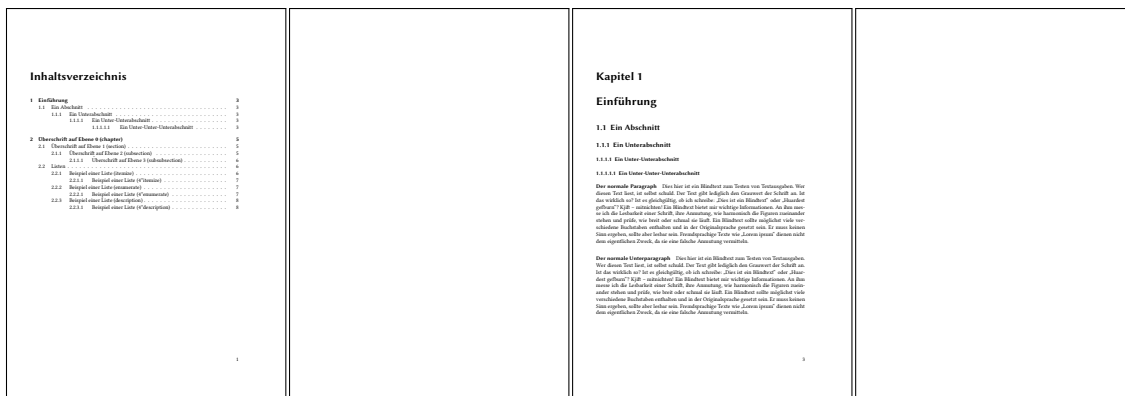 Inhaltsverzeichnis
1 Einführung 3
1.1 Ein Abschnitt 3
1.1.1 Ein Unterabschnitt 3
1.1.1.1 Ein Unter-Unterabschnitt 3
1.1.1.1.1 Ein Unter-Unter-Unterabschnitt 3
2 Überschrift auf Ebene 0 (chapter) 5
2.1 Überschrift auf Ebene 1 (section) 5
2.1.1 Überschrift auf Ebene 2 (subsection) 5
2.1.1.1 Überschrift auf Ebene 3 (subsubsection) 6
2.2 Listen 6
2.2.1 Beispiel einer Liste (itemize) 6
2.2.1.1 Beispiel einer Liste (4*itemize) 7
2.2.2 Beispiel einer Liste (enumerate) 7
2.2.2.1 Beispiel einer Liste (4*enumerate) 7
2.2.3 Beispiel einer Liste (description) 8
2.2.3.1 Beispiel einer Liste (4*description) 8
1
Kapitel 1
Einführung
1.1 Ein Abschnitt
1.1.1 Ein Unterabschnitt
1.1.1.1 Ein Unter-Unterabschnitt
1.1.1.1.1 Ein Unter-Unter-Unterabschnitt
Der normale Paragraph Dies hier ist ein Blindtext zum Testen von Textausgaben. Wer
diesen Text liest, ist selbst schuld. Der Text gibt lediglich den Grauwert der Schrift an. Ist
das wirklich so? Ist es gleichgültig, ob ich schreibe: „Dies ist ein Blindtext“ oder „Huardest
gefburn“? Kjift – mitnichten! Ein Blindtext bietet mir wichtige Informationen. An ihm mes-
se ich die Lesbarkeit einer Schrift, ihre Anmutung, wie harmonisch die Figuren zueinander
stehen und prüfe, wie breit oder schmal sie läuft. Ein Blindtext sollte möglichst viele ver-
schiedene Buchstaben enthalten und in der Originalsprache gesetzt sein. Er muss keinen
Sinn ergeben, sollte aber lesbar sein. Fremdsprachige Texte wie „Lorem ipsum“ dienen nicht
dem eigentlichen Zweck, da sie eine falsche Anmutung vermitteln.
Der normale Unterparagraph Dies hier ist ein Blindtext zum Testen von Textausgaben.
Wer diesen Text liest, ist selbst schuld. Der Text gibt lediglich den Grauwert der Schrift an.
Ist das wirklich so? Ist es gleichgültig, ob ich schreibe: „Dies ist ein Blindtext“ oder „Huar-
dest gefburn“? Kjift – mitnichten! Ein Blindtext bietet mir wichtige Informationen. An ihm
messe ich die Lesbarkeit einer Schrift, ihre Anmutung, wie harmonisch die Figuren zuein-
ander stehen und prüfe, wie breit oder schmal sie läuft. Ein Blindtext sollte möglichst viele
verschiedene Buchstaben enthalten und in der Originalsprache gesetzt sein. Er muss keinen
Sinn ergeben, sollte aber lesbar sein. Fremdsprachige Texte wie „Lorem ipsum“ dienen nicht
dem eigentlichen Zweck, da sie eine falsche Anmutung vermitteln.
3